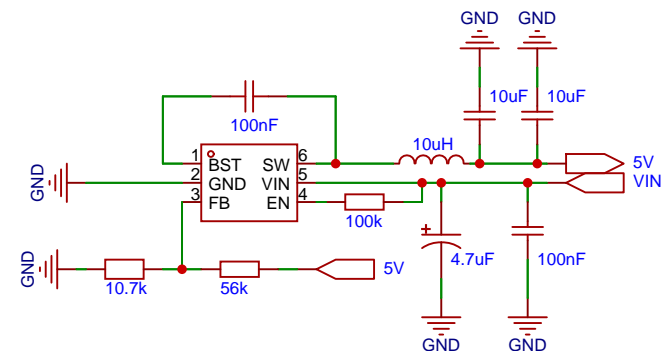 GND GND
10uF 10uF
100nF
10uH
1 BST SW 6
5V
GND 2 GND VIN 5
VIN
3 FB EN 4
100k
GND 5V 4.7uF 100nF
10.7k 56k
GND GND